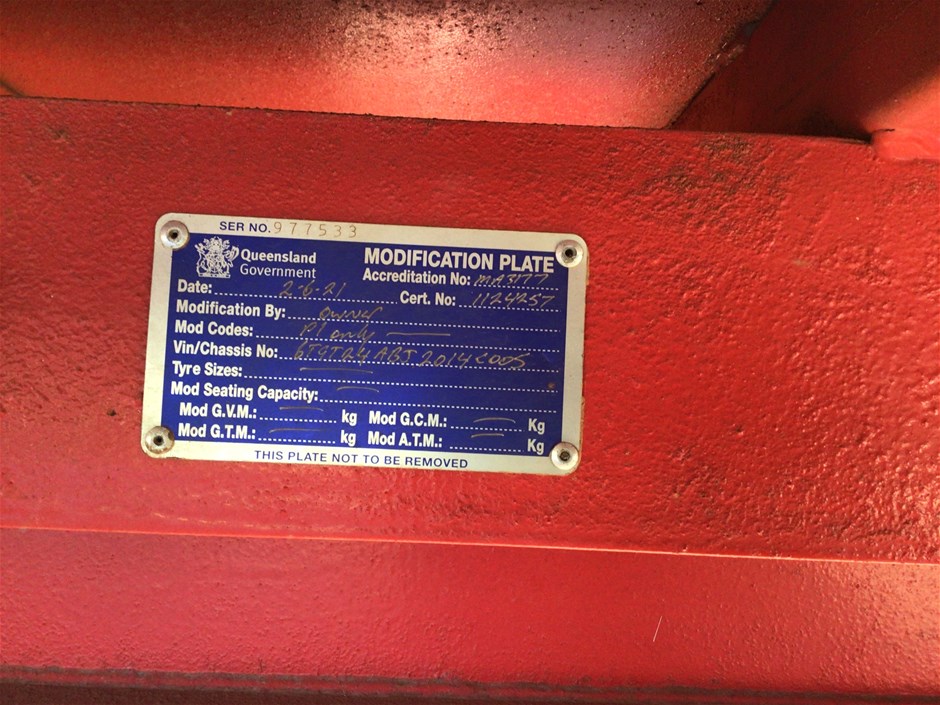 SER NO. 977533
Queensland Government
MODIFICATION PLATE
Accreditation No: MA3177
Date: 2-6-21
Cert. No: 1124257
Modification By: owner
Mod Codes: P1 only
Vin/Chassis No:
Tyre Sizes:
Mod Seating Capacity:
Mod G.V.M.: kg Mod G.C.M.: Kg
Mod G.T.M.: kg Mod A.T.M.: Kg
THIS PLATE NOT TO BE REMOVED